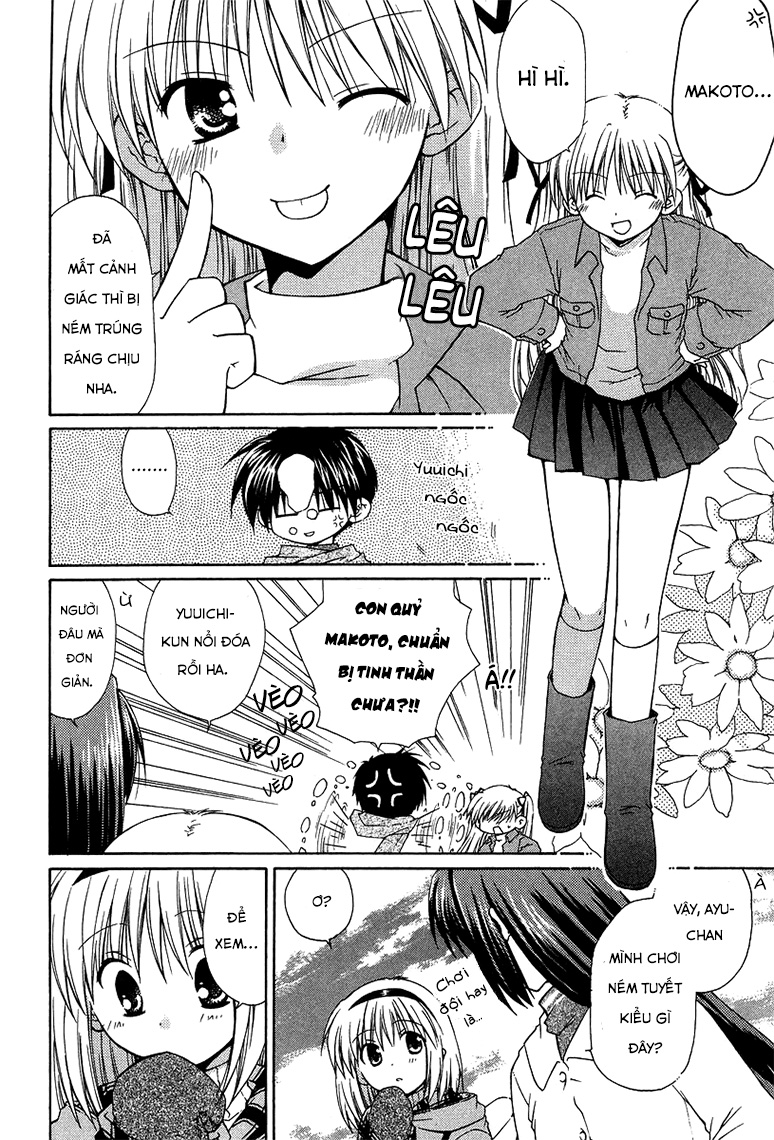 MAKOTO...
HÌ HÌ.
LÊU
LÊU
ĐÃ
MẤT CẢNH
GIÁC THÌ BỊ
NÉM TRÚNG
RÁNG CHỊU
NHA.
Yuuichi
ngốc
ngốc
........
Á!!
CON QUỶ
MAKOTO, CHUẨN
BỊ TINH THẦN
CHƯA?!!
VÈO
VÈO
VÈO
VÈO
VÈO
YUUICHI-
KUN NỔI ĐÓA
RỒI HA.
Ừ
NGƯỜI
ĐÂU MÀ
ĐƠN
GIẢN.
À
VẬY, AYU-
CHAN
MÌNH CHƠI
NÉM TUYẾT
KIỂU GÌ
ĐÂY?
Chơi
đội hay
là...
Ơ?
ĐỂ
XEM...